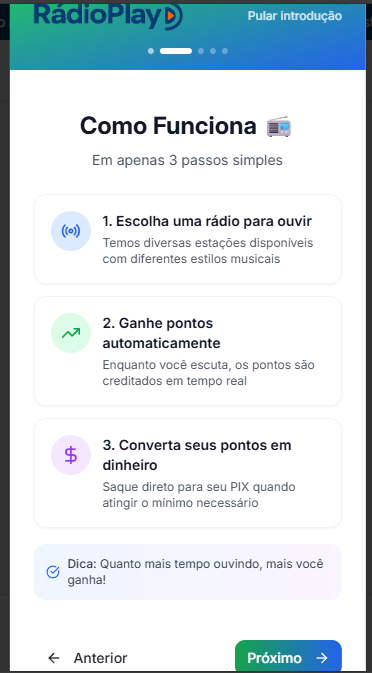 RádioPlay
Pular introdução
Como Funciona 📻
Em apenas 3 passos simples
1. Escolha uma rádio para ouvir
Temos diversas estações disponíveis
com diferentes estilos musicais
2. Ganhe pontos
automaticamente
Enquanto você escuta, os pontos são
creditados em tempo real
3. Converta seus pontos em
dinheiro
Saque direto para seu PIX quando
atingir o mínimo necessário
Dica: Quanto mais tempo ouvindo, mais você
ganha!
← Anterior
Próximo →